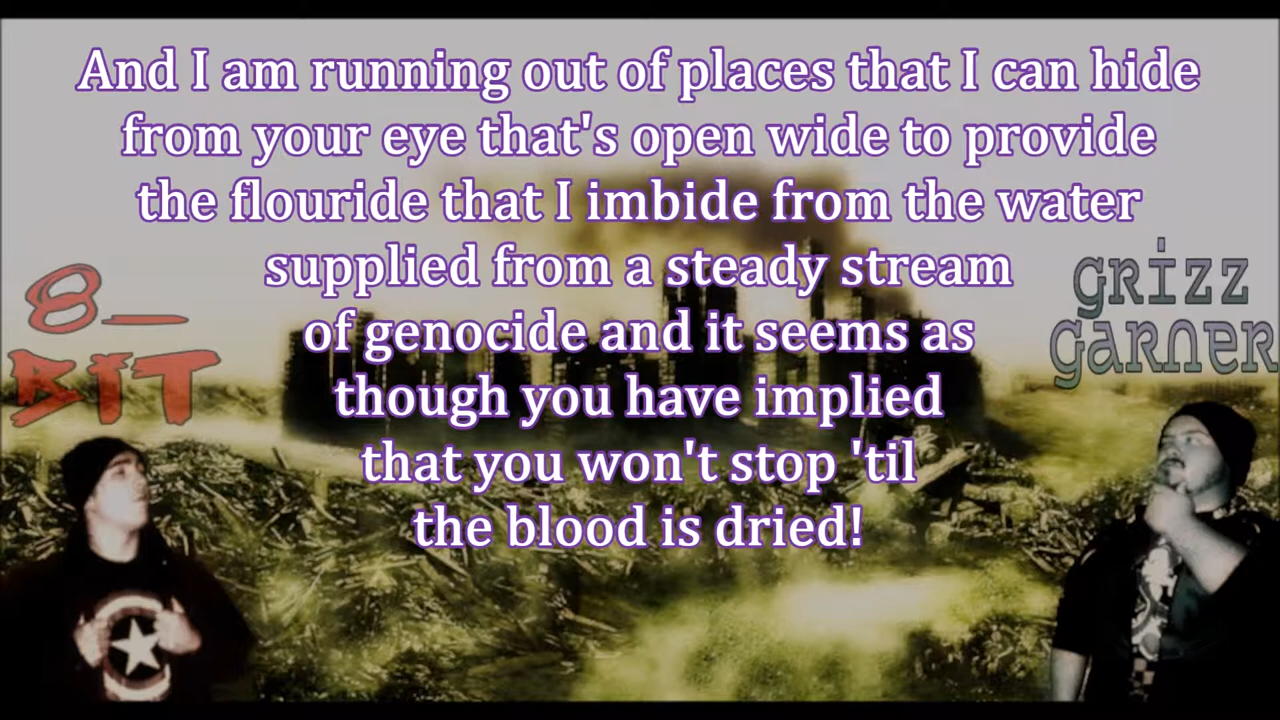 And I am running out of places that I can hide
from your eye that's open wide to provide
the flouride that I imbide from the water
supplied from a steady stream
of genocide and it seems as
though you have implied
that you won't stop 'til
the blood is dried!
8_
BIT
GRIZZ
GARNER